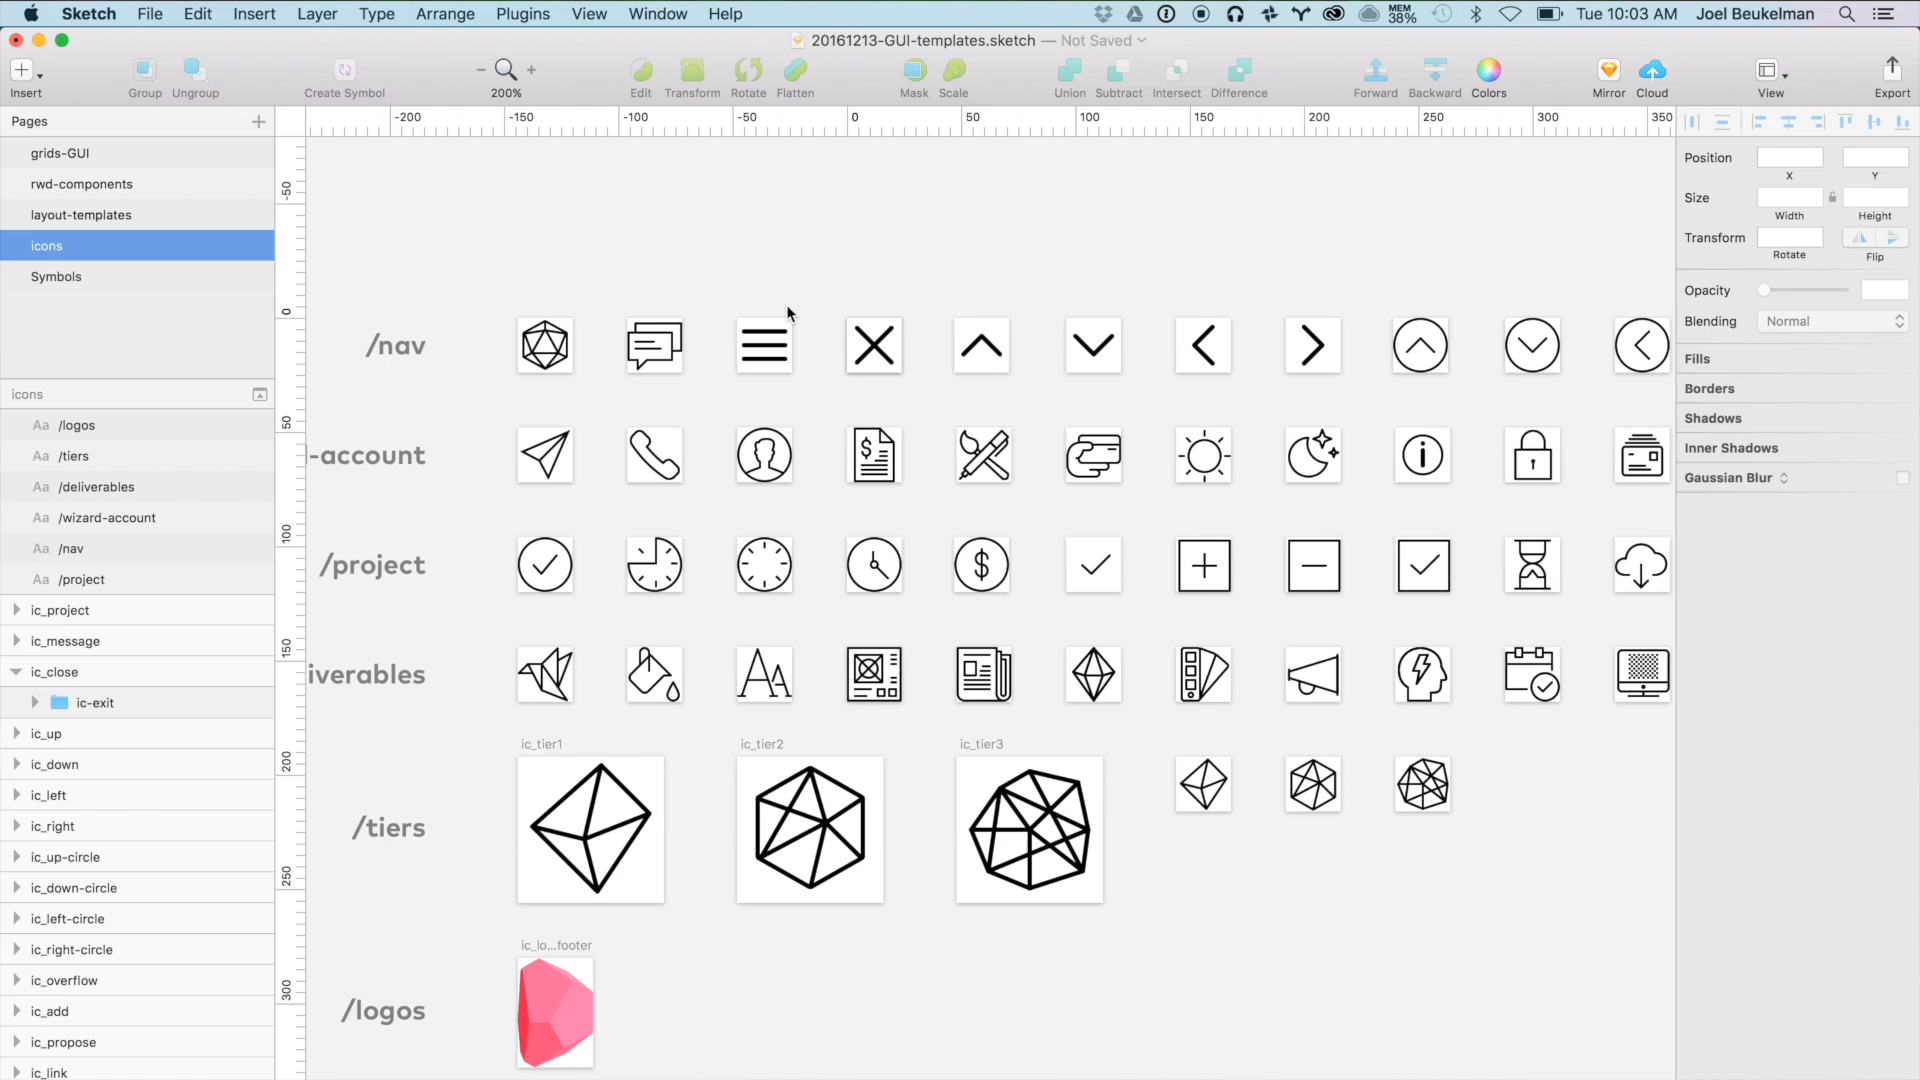 Sketch File Edit Insert Layer Type Arrange Plugins View Window Help MEM 38% Tue 10:03 AM Joel Beukelman
20161213-GUI-templates.sketch — Not Saved
Insert Group Ungroup Create Symbol 200% Edit Transform Rotate Flatten Mask Scale Union Subtract Intersect Difference Forward Backward Colors Mirror Cloud View Export
Pages
grids-GUI
rwd-components
layout-templates
icons
Symbols
icons
Aa /logos
Aa /tiers
Aa /deliverables
Aa /wizard-account
Aa /nav
Aa /project
ic_project
ic_message
ic_close
ic-exit
ic_up
ic_down
ic_left
ic_right
ic_up-circle
ic_down-circle
ic_left-circle
ic_right-circle
ic_overflow
ic_add
ic_propose
ic_link
-200 -150 -100 -50 0 50 100 150 200 250 300 350
-50
0
50
100
150
200
250
300
/nav
-account
/project
iverables
ic_tier1 ic_tier2 ic_tier3
/tiers
ic_lo...footer
/logos
Position
X Y
Size
Width Height
Transform
Rotate Flip
Opacity
Blending Normal
Fills
Borders
Shadows
Inner Shadows
Gaussian Blur